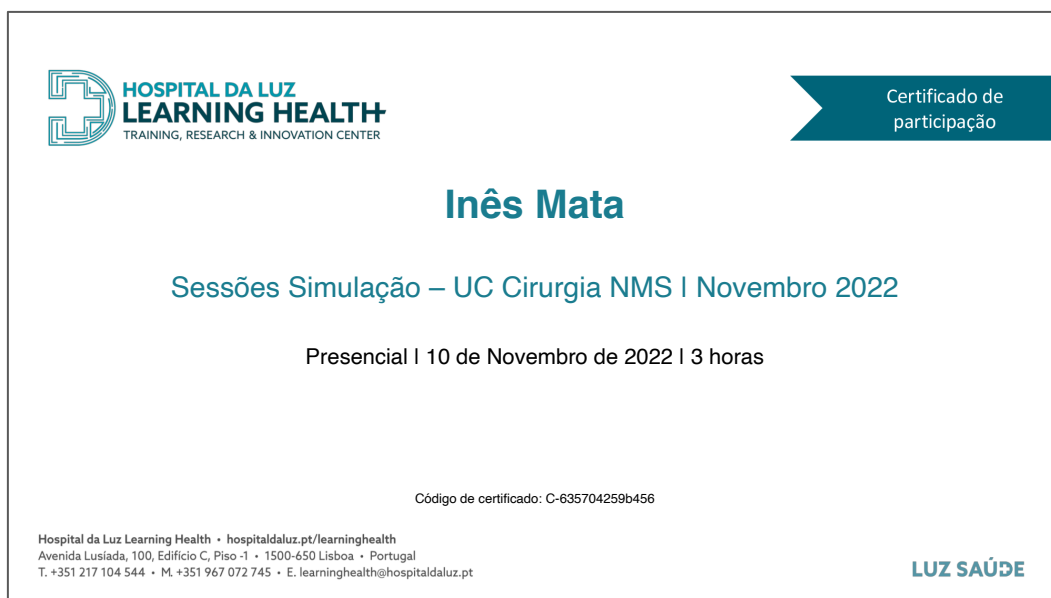 HOSPITAL DA LUZ
LEARNING HEALTH
TRAINING, RESEARCH & INNOVATION CENTER
Certificado de
participação
Inês Mata
Sessões Simulação – UC Cirurgia NMS | Novembro 2022
Presencial | 10 de Novembro de 2022 | 3 horas
Código de certificado: C-635704259b456
Hospital da Luz Learning Health • hospitaldaluz.pt/learninghealth
Avenida Lusíada, 100, Edifício C, Piso -1 • 1500-650 Lisboa • Portugal
T. +351 217 104 544 • M. +351 967 072 745 • E. learninghealth@hospitaldaluz.pt
LUZ SAÚDE